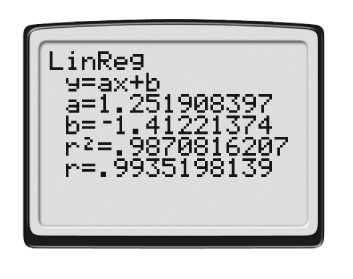 LinReg
y=ax+b
a=1.251908397
b=-1.41221374
r²=.9870816207
r=.9935198139